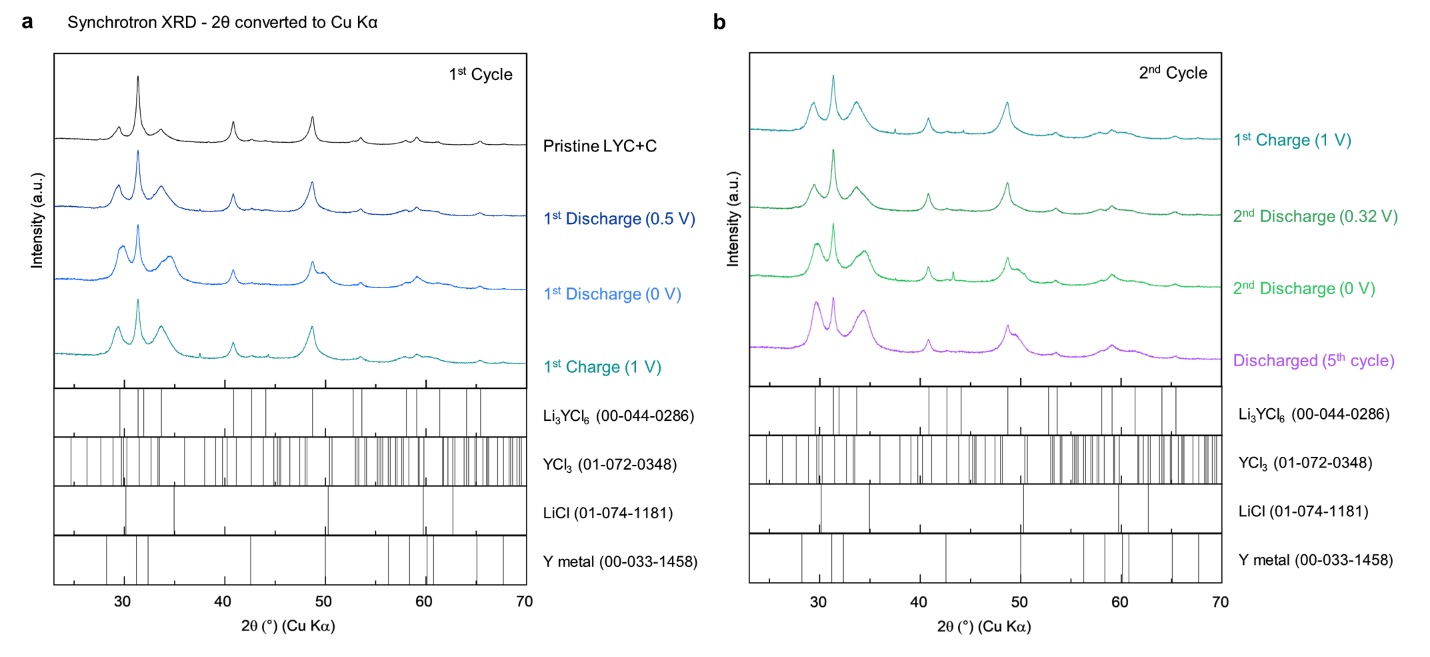 a Synchrotron XRD - 2θ converted to Cu Kα
1st Cycle
Intensity (a.u.)
Pristine LYC+C
1st Discharge (0.5 V)
1st Discharge (0 V)
1st Charge (1 V)
Li3YCl6 (00-044-0286)
YCl3 (01-072-0348)
LiCl (01-074-1181)
Y metal (00-033-1458)
30 40 50 60 70
2θ (°) (Cu Kα)
b
2nd Cycle
Intensity (a.u.)
1st Charge (1 V)
2nd Discharge (0.32 V)
2nd Discharge (0 V)
Discharged (5th cycle)
Li3YCl6 (00-044-0286)
YCl3 (01-072-0348)
LiCl (01-074-1181)
Y metal (00-033-1458)
30 40 50 60 70
2θ (°) (Cu Kα)